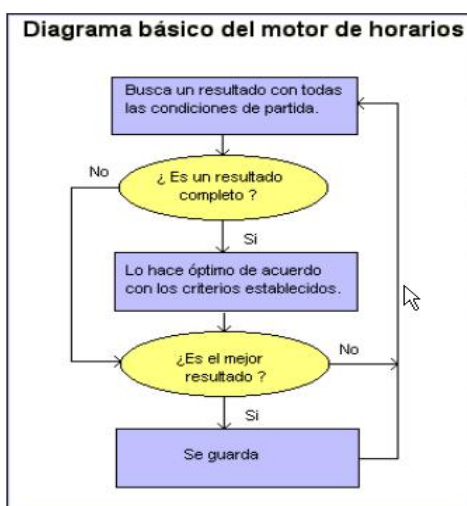 Diagrama básico del motor de horarios
Busca un resultado con todas
las condiciones de partida.
No
¿ Es un resultado
completo ?
Si
Lo hace óptimo de acuerdo
con los criterios establecidos.
¿Es el mejor
resultado ?
No
Si
Se guarda